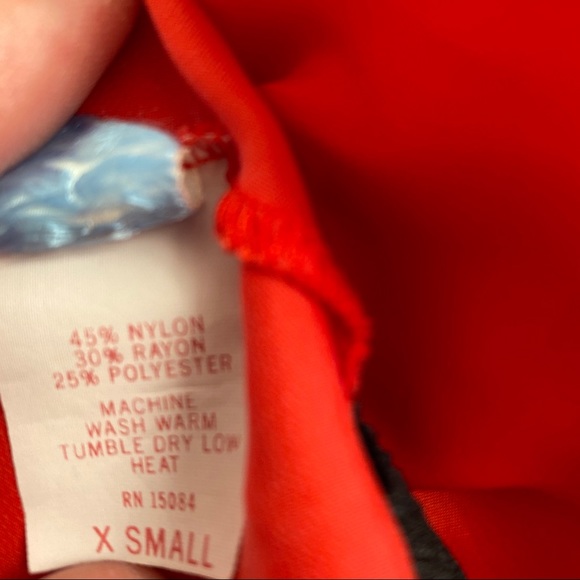 45% NYLON
30% RAYON
25% POLYESTER
MACHINE
WASH WARM
TUMBLE DRY LOW
HEAT
RN 15084
X SMALL